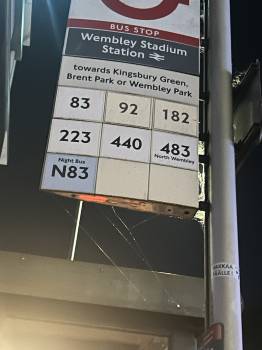 BUS STOP
Wembley Stadium
Station
towards Kingsbury Green,
Brent Park or Wembley Park
83 92 182
223 440 483
North Wembley
Night Bus
N83